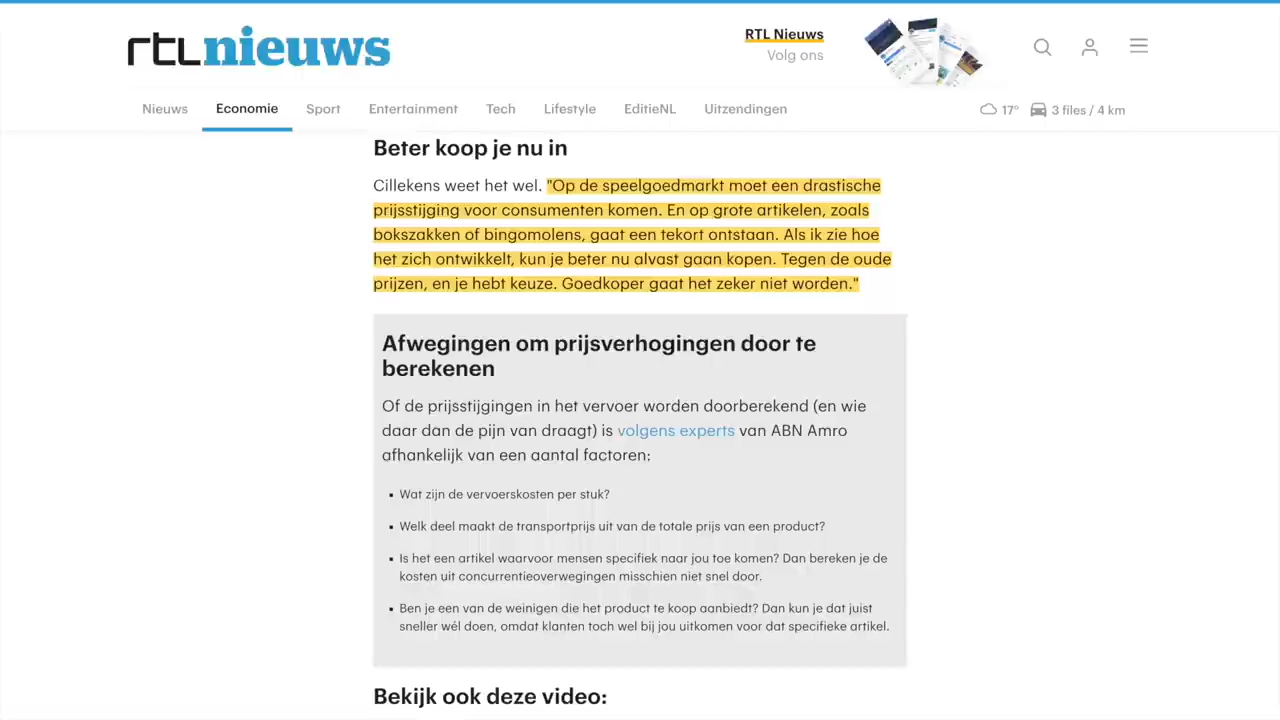 rtlnieuws
RTL Nieuws
Volg ons
Nieuws Economie Sport Entertainment Tech Lifestyle EditieNL Uitzendingen 17° 3 files / 4 km
Beter koop je nu in
Cillekens weet het wel. "Op de speelgoedmarkt moet een drastische
prijsstijging voor consumenten komen. En op grote artikelen, zoals
bokszakken of bingomolens, gaat een tekort ontstaan. Als ik zie hoe
het zich ontwikkelt, kun je beter nu alvast gaan kopen. Tegen de oude
prijzen, en je hebt keuze. Goedkoper gaat het zeker niet worden."
Afwegingen om prijsverhogingen door te
berekenen
Of de prijsstijgingen in het vervoer worden doorberekend (en wie
daar dan de pijn van draagt) is volgens experts van ABN Amro
afhankelijk van een aantal factoren:
▪ Wat zijn de vervoerskosten per stuk?
▪ Welk deel maakt de transportprijs uit van de totale prijs van een product?
▪ Is het een artikel waarvoor mensen specifiek naar jou toe komen? Dan bereken je de
kosten uit concurrentieoverwegingen misschien niet snel door.
▪ Ben je een van de weinigen die het product te koop aanbiedt? Dan kun je dat juist
sneller wél doen, omdat klanten toch wel bij jou uitkomen voor dat specifieke artikel.
Bekijk ook deze video: